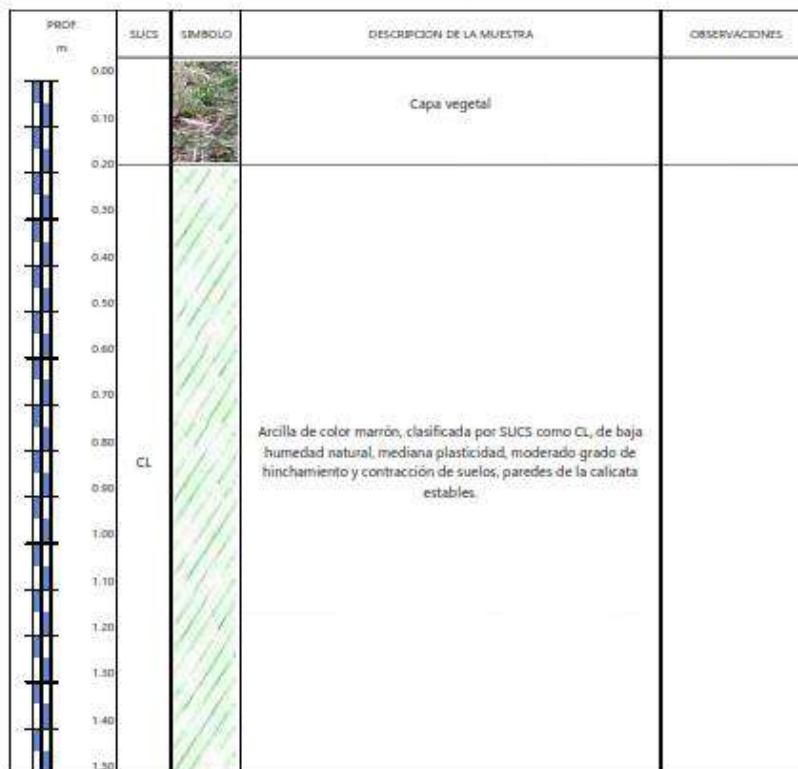 PROF.
m.
SUCS
SIMBOLO
DESCRIPCION DE LA MUESTRA
OBSERVACIONES
0.00
0.10
0.20
0.30
0.40
0.50
0.60
0.70
0.80
0.90
1.00
1.10
1.20
1.30
1.40
1.50
Capa vegetal
CL
Arcilla de color marrón, clasificada por SUCS como CL, de baja
humedad natural, mediana plasticidad, moderado grado de
hinchamiento y contracción de suelos, paredes de la calicata
estables.